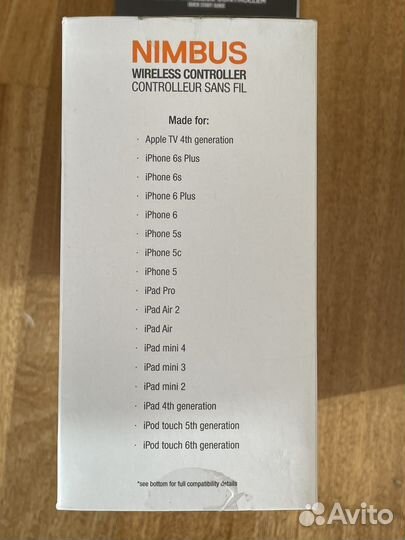 NIMBUS
WIRELESS CONTROLLER
CONTROLLEUR SANS FIL
Made for:
· Apple TV 4th generation
· iPhone 6s Plus
· iPhone 6s
· iPhone 6 Plus
· iPhone 6
· iPhone 5s
· iPhone 5c
· iPhone 5
· iPad Pro
· iPad Air 2
· iPad Air
· iPad mini 4
· iPad mini 3
· iPad mini 2
· iPad 4th generation
· iPod touch 5th generation
· iPod touch 6th generation
*see bottom for full compatibility details
Avito